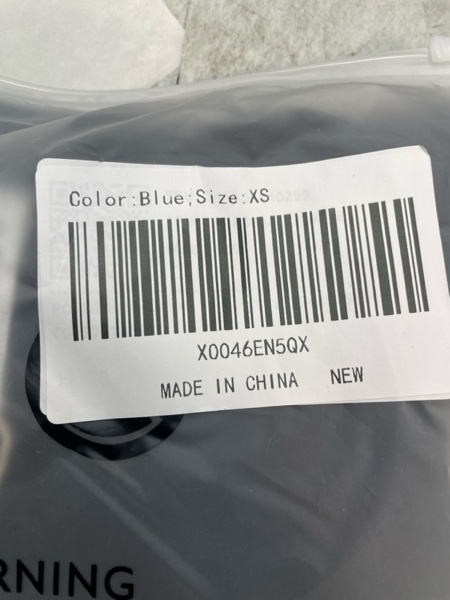 Color:Blue;Size:XS
X0046EN5QX
MADE IN CHINA NEW
RNING